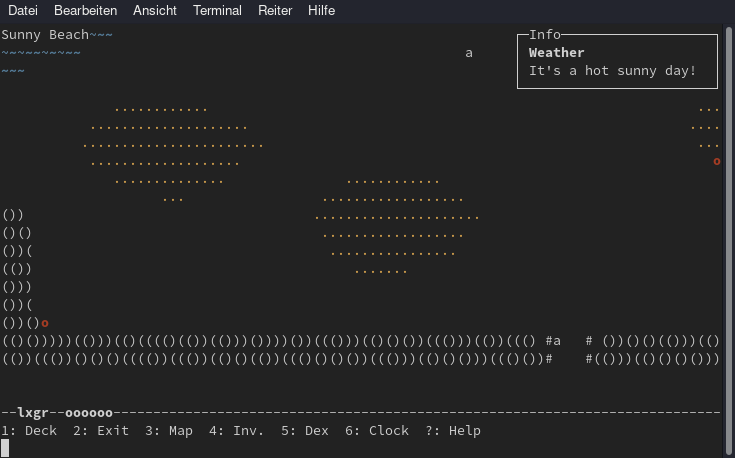 Datei Bearbeiten Ansicht Terminal Reiter Hilfe
Sunny Beach~~~
~~~~~~~~~~
~~~
a
Info
Weather
It's a hot sunny day!
............ ...
.................... ....
....................... ...
................... o
.............. ............
... ..................
()) .....................
()() ..................
())( ................
(()) .......
()))
())(
())()o
(()()))))(()))(()(((()(())(()))())))())((()))(()()())((()))(())((() #a # ())()()(()))(()
(())((())()()()((())((())(()(())(()()(()()())((()))(()()()))((()())# #(()))(()()()()))
--lxgr--oooooo--
1: Deck 2: Exit 3: Map 4: Inv. 5: Dex 6: Clock ?: Help